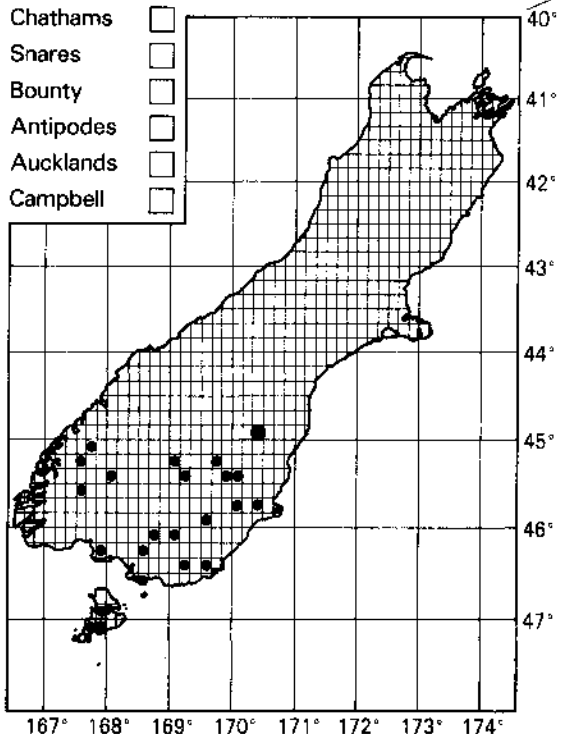 Chathams
Snares
Bounty
Antipodes
Aucklands
Campbell
40°
41°
42°
43°
44°
45°
46°
47°
167° 168° 169° 170° 171° 172° 173° 174°